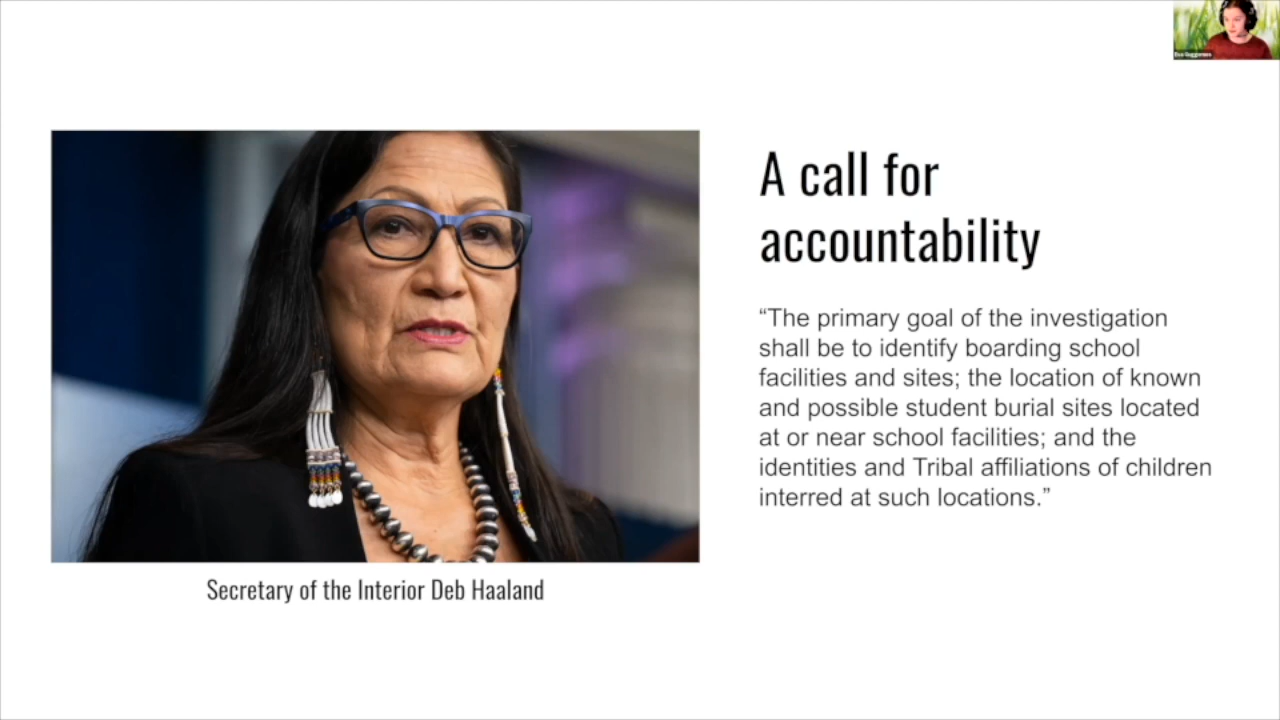 A call for
accountability
“The primary goal of the investigation
shall be to identify boarding school
facilities and sites; the location of known
and possible student burial sites located
at or near school facilities; and the
identities and Tribal affiliations of children
interred at such locations.”
Secretary of the Interior Deb Haaland